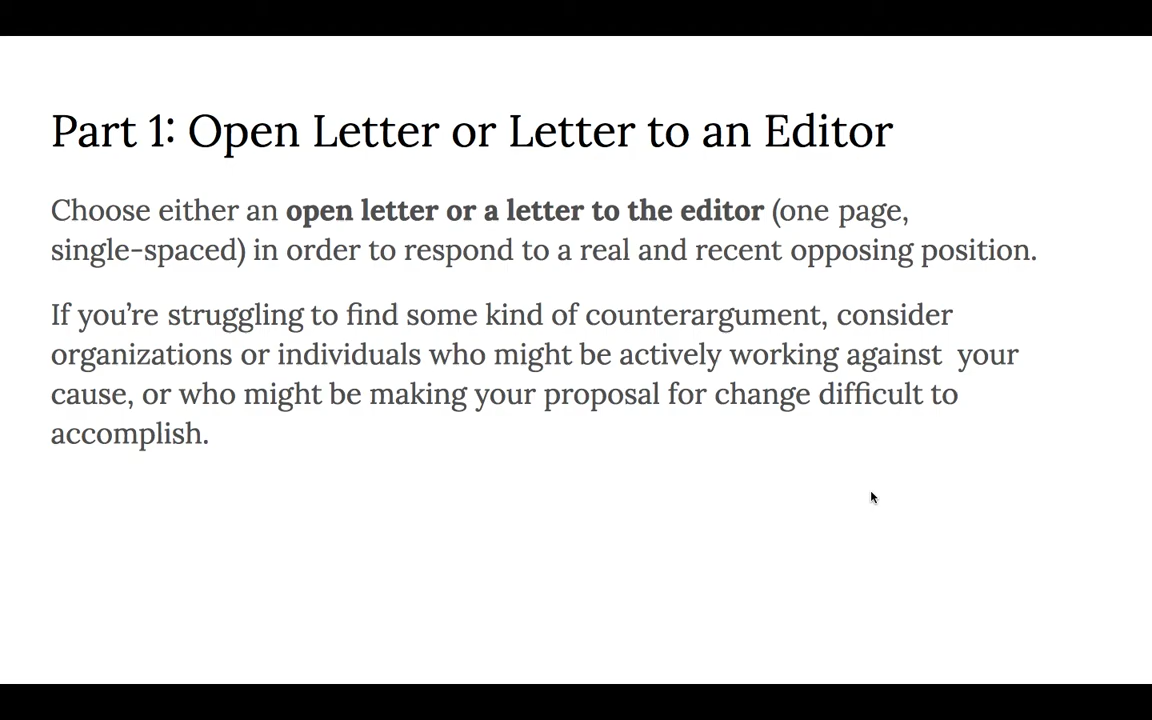 Part 1: Open Letter or Letter to an Editor
Choose either an open letter or a letter to the editor (one page,
single-spaced) in order to respond to a real and recent opposing position.
If you’re struggling to find some kind of counterargument, consider
organizations or individuals who might be actively working against  your
cause, or who might be making your proposal for change difficult to
accomplish.